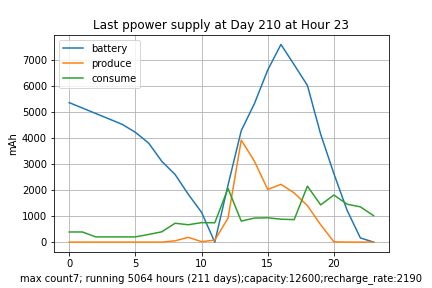 Last ppower supply at Day 210 at Hour 23
battery
produce
consume
7000
6000
5000
4000
3000
2000
1000
0
mAh
0 5 10 15 20
max count7; running 5064 hours (211 days);capacity:12600;recharge_rate:2190